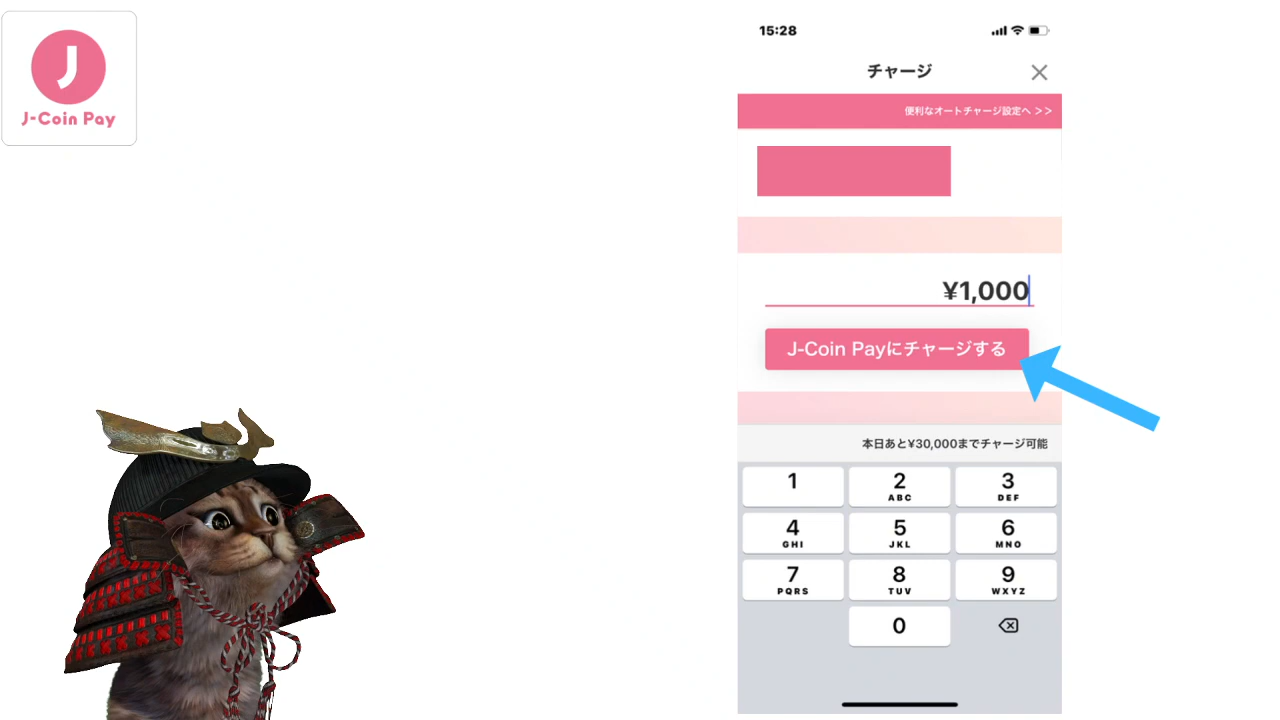 J
J-Coin Pay
15:28
チャージ
便利なオートチャージ設定へ >>
¥1,000
J-Coin Payにチャージする
本日あと¥30,000までチャージ可能
1
2
ABC
3
DEF
4
GHI
5
JKL
6
MNO
7
PQRS
8
TUV
9
WXYZ
0